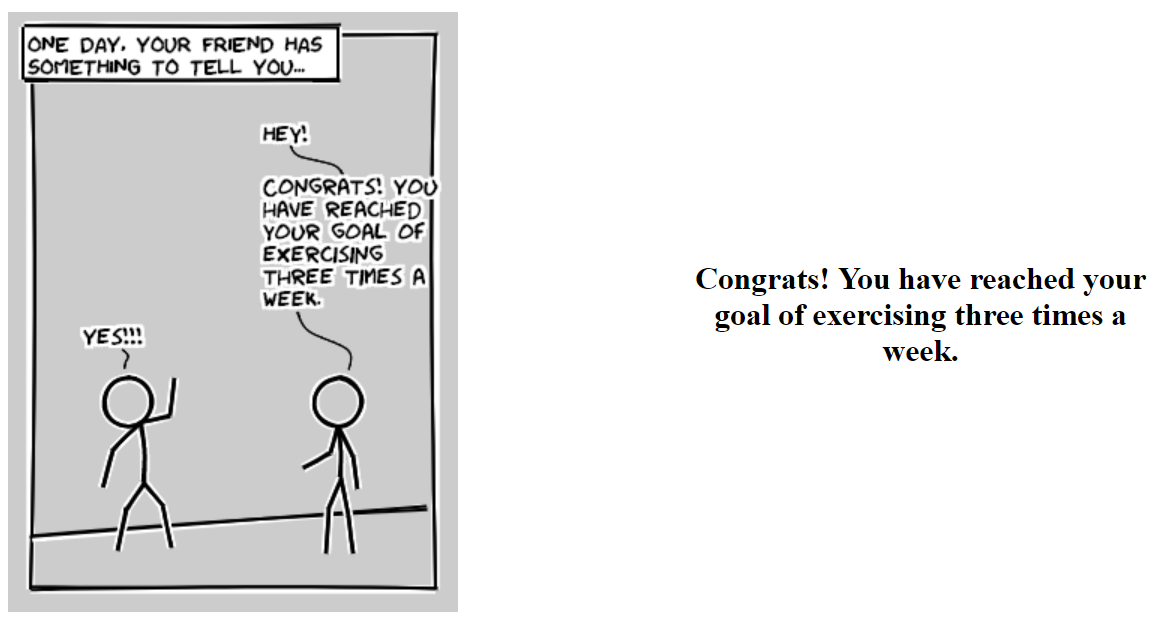 ONE DAY, YOUR FRIEND HAS
SOMETHING TO TELL YOU...
HEY!
CONGRATS! YOU
HAVE REACHED
YOUR GOAL OF
EXERCISING
THREE TIMES A
WEEK.
YES!!!
Congrats! You have reached your
goal of exercising three times a
week.